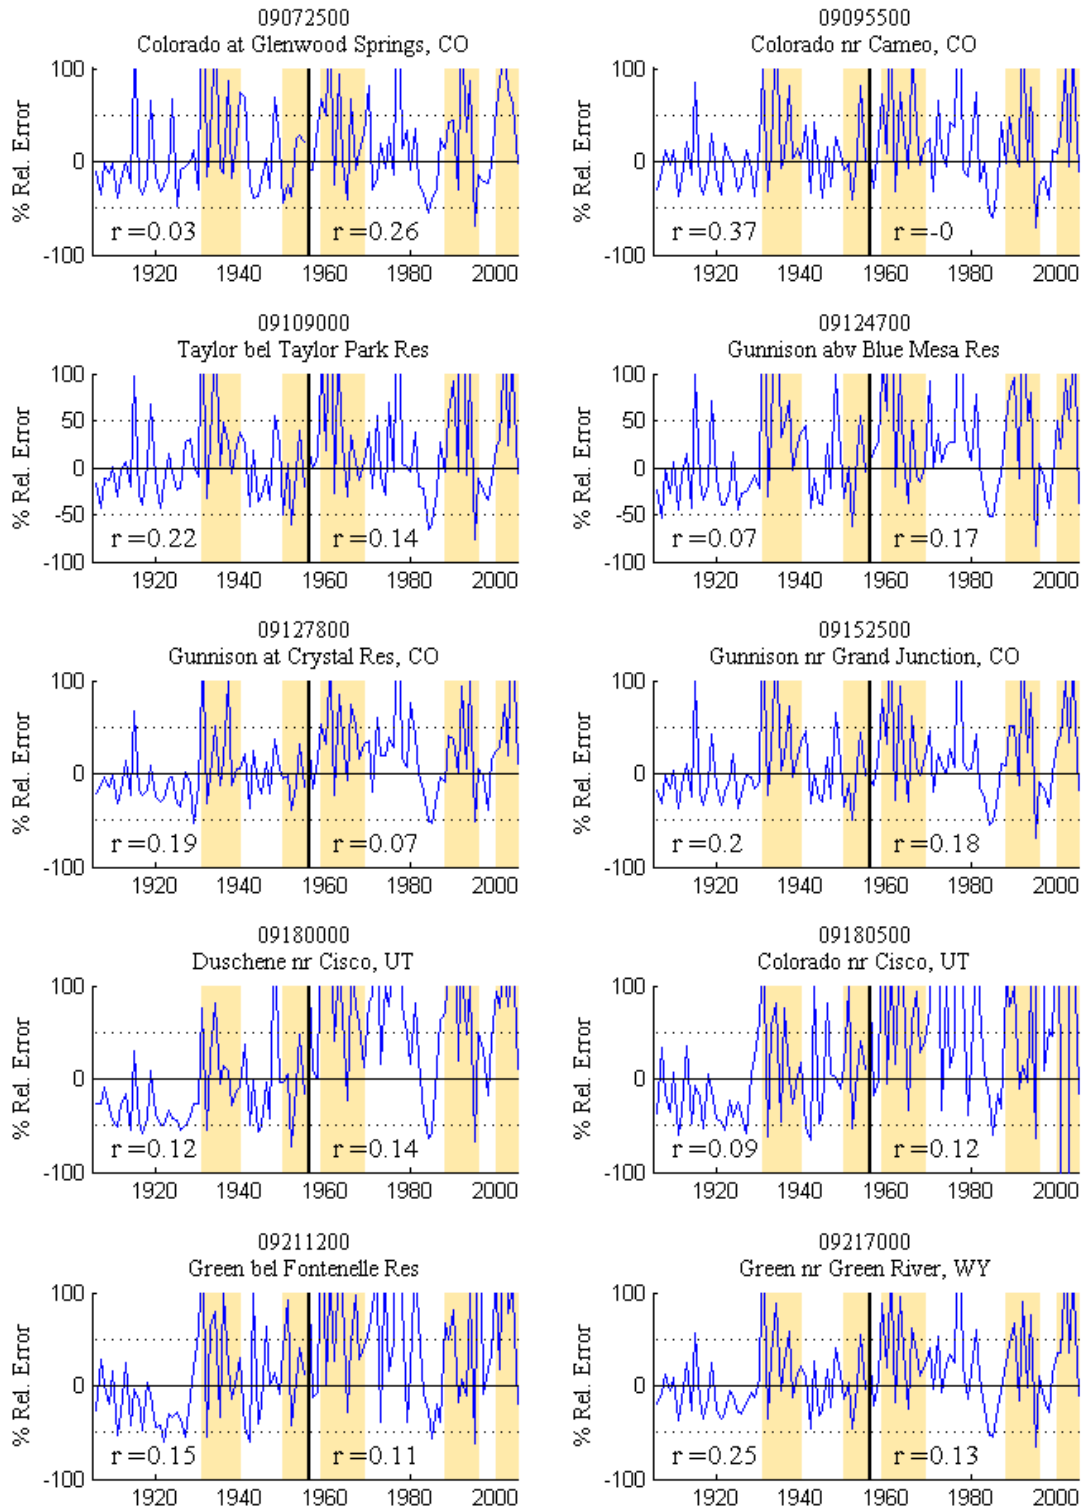 09072500
Colorado at Glenwood Springs, CO
100
0
-100
% Rel. Error
r=0.03
r=0.26
1920
1940
1960
1980
2000
09095500
Colorado nr Cameo, CO
100
0
-100
% Rel. Error
r=0.37
r=-0
1920
1940
1960
1980
2000
09109000
Taylor bel Taylor Park Res
100
50
0
-50
-100
% Rel. Error
r=0.22
r=0.14
1920
1940
1960
1980
2000
09124700
Gunnison abv Blue Mesa Res
100
50
0
-50
-100
% Rel. Error
r=0.07
r=0.17
1920
1940
1960
1980
2000
09127800
Gunnison at Crystal Res, CO
100
0
-100
% Rel. Error
r=0.19
r=0.07
1920
1940
1960
1980
2000
09152500
Gunnison nr Grand Junction, CO
100
0
-100
% Rel. Error
r=0.2
r=0.18
1920
1940
1960
1980
2000
09180000
Duschene nr Cisco, UT
100
0
-100
% Rel. Error
r=0.12
r=0.14
1920
1940
1960
1980
2000
09180500
Colorado nr Cisco, UT
100
0
-100
% Rel. Error
r=0.09
r=0.12
1920
1940
1960
1980
2000
09211200
Green bel Fontenelle Res
100
0
-100
% Rel. Error
r=0.15
r=0.11
1920
1940
1960
1980
2000
09217000
Green nr Green River, WY
100
0
-100
% Rel. Error
r=0.25
r=0.13
1920
1940
1960
1980
2000